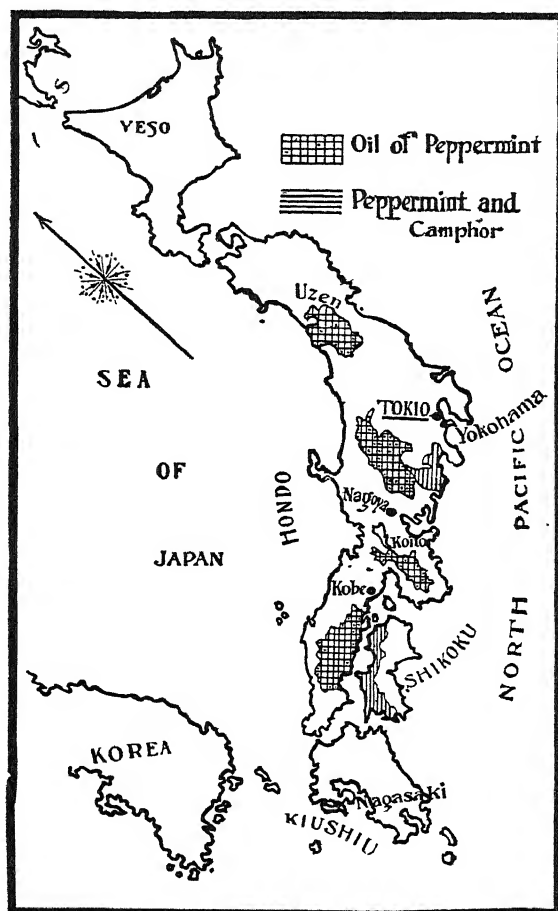 S
YESO
Oil of Peppermint
Peppermint and
Camphor
Uzen
SEA
OF
JAPAN
HONDO
TOKIO
Yokohama
Nagoya
Kobe
SHIKOKU
NORTH PACIFIC OCEAN
KOREA
Nagasaki
KIUSHIU